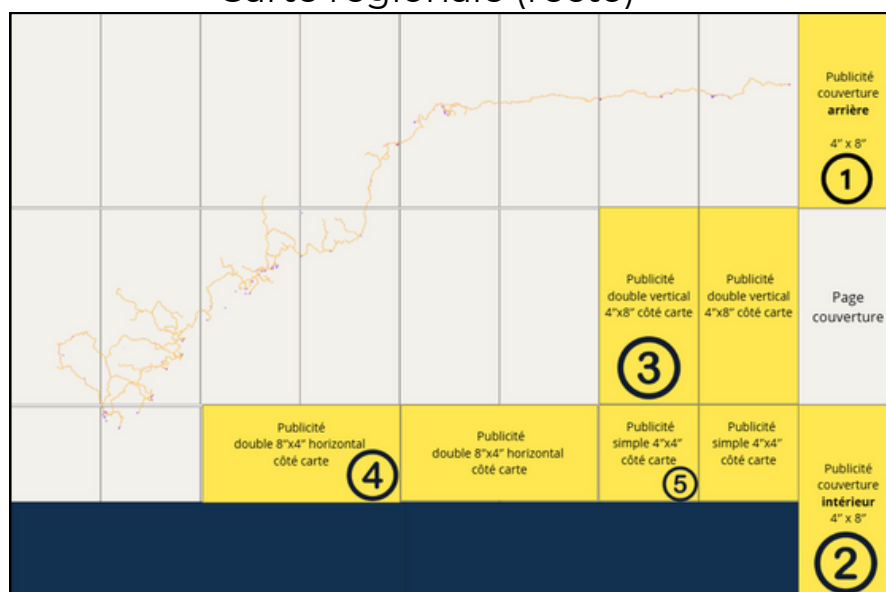 Carte régionale (recto)
Publicité
couverture
arrière
4" x 8"
1
Publicité
double vertical
4"x8" côté carte
3
Publicité
double vertical
4"x8" côté carte
Page
couverture
Publicité
double 8"x4" horizontal
côté carte
4
Publicité
double 8"x4" horizontal
côté carte
Publicité
simple 4"x4"
côté carte
5
Publicité
simple 4"x4"
côté carte
Publicité
couverture
intérieur
4" x 8"
2